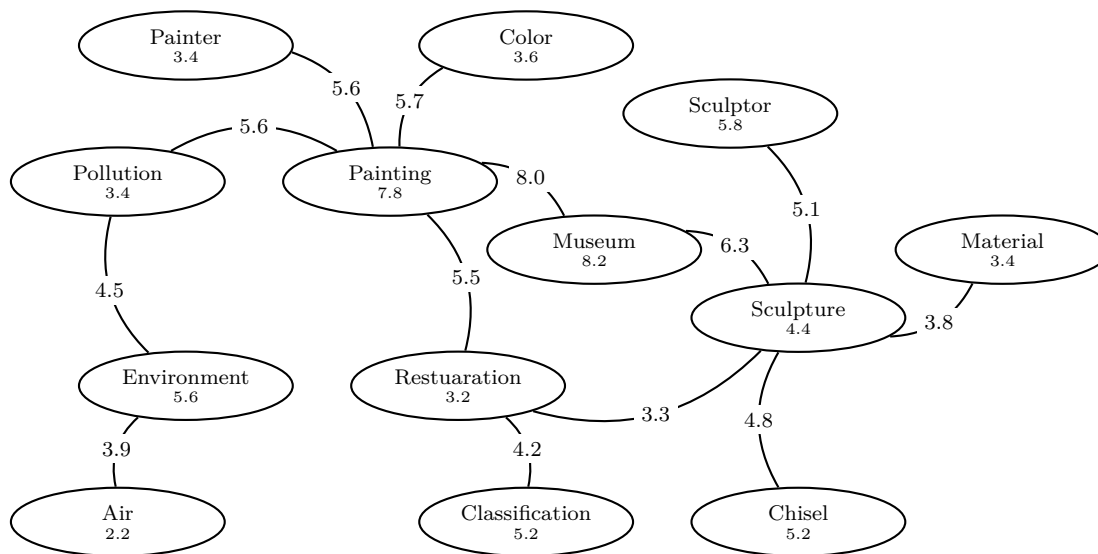 Painter
3.4
Color
3.6
5.6
5.7
Sculptor
5.8
5.6
Pollution
3.4
Painting
7.8
8.0
5.1
Museum
8.2
6.3
Material
3.4
4.5
5.5
Sculpture
4.4
3.8
Environment
5.6
Restuaration
3.2
3.3
4.8
3.9
4.2
Air
2.2
Classification
5.2
Chisel
5.2